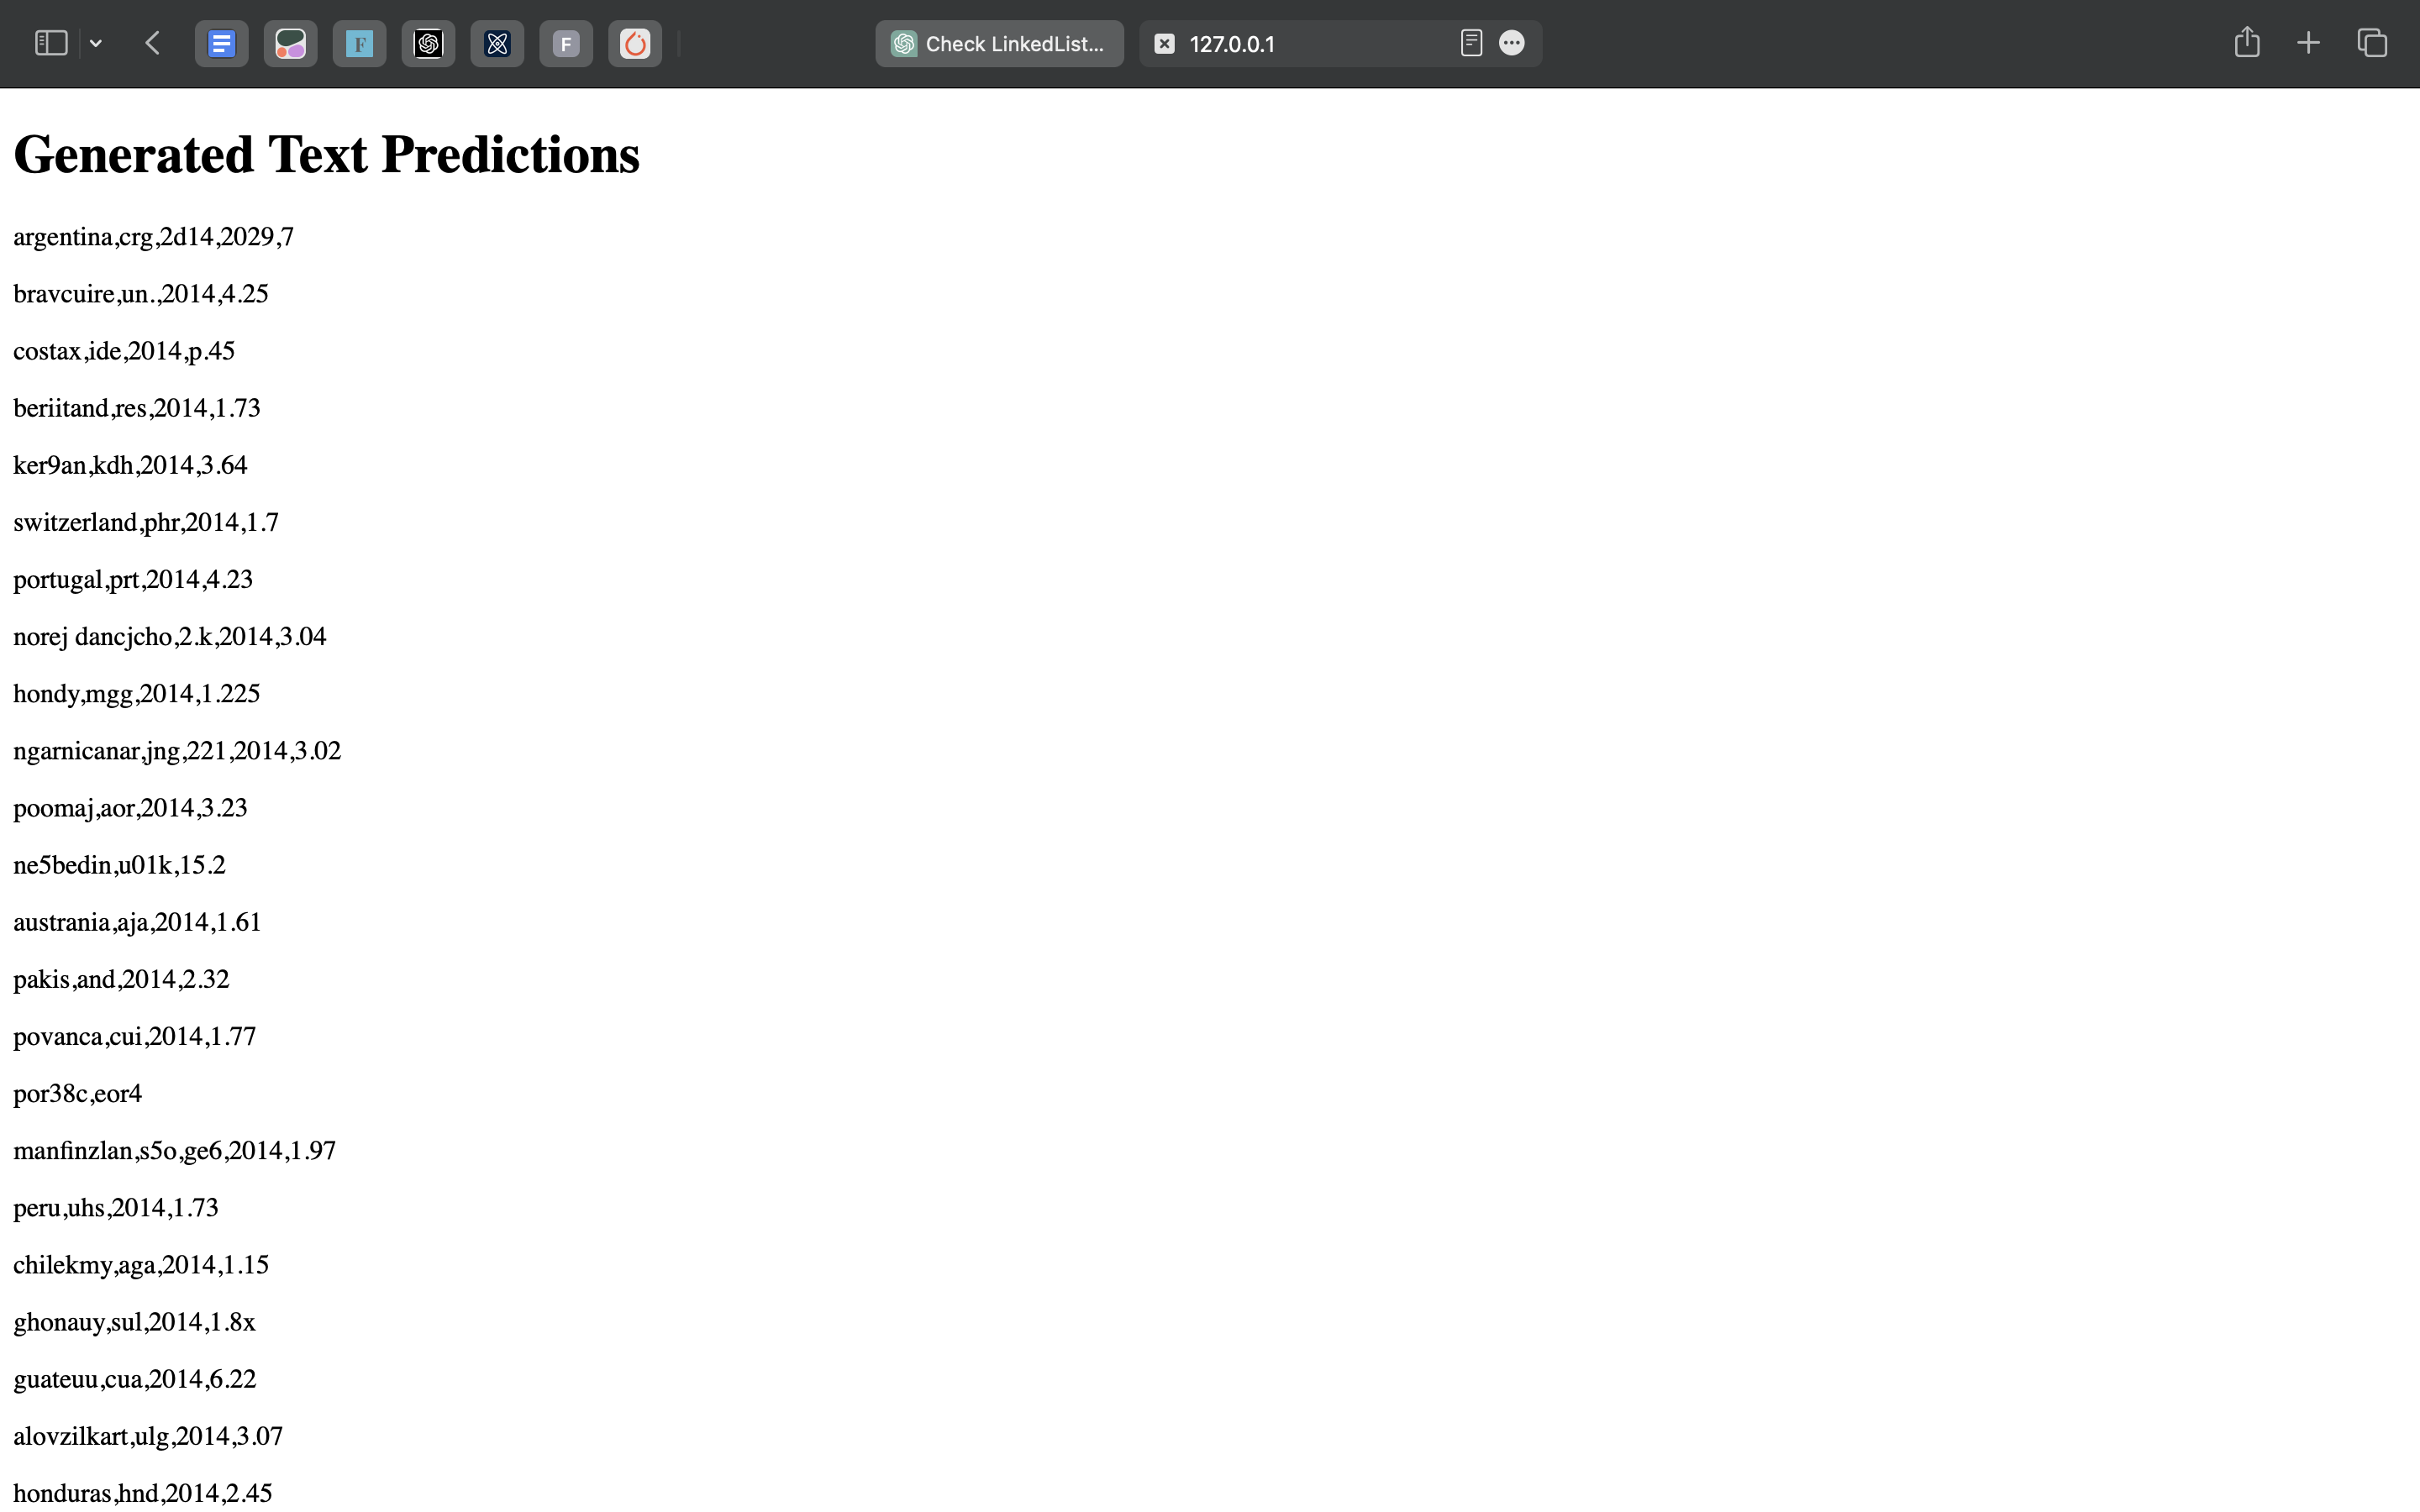 F
F
Check LinkedList...
127.0.0.1
Generated Text Predictions
argentina,crg,2d14,2029,7
bravcuire,un.,2014,4.25
costax,ide,2014,p.45
beriitand,res,2014,1.73
ker9an,kdh,2014,3.64
switzerland,phr,2014,1.7
portugal,prt,2014,4.23
norej dancjcho,2.k,2014,3.04
hondy,mgg,2014,1.225
ngarnicanar,jng,221,2014,3.02
poomaj,aor,2014,3.23
ne5bedin,u01k,15.2
austrania,aja,2014,1.61
pakis,and,2014,2.32
povanca,cui,2014,1.77
por38c,eor4
manfinzlan,s5o,ge6,2014,1.97
peru,uhs,2014,1.73
chilekmy,aga,2014,1.15
ghonauy,sul,2014,1.8x
guateuu,cua,2014,6.22
alovzilkart,ulg,2014,3.07
honduras,hnd,2014,2.45